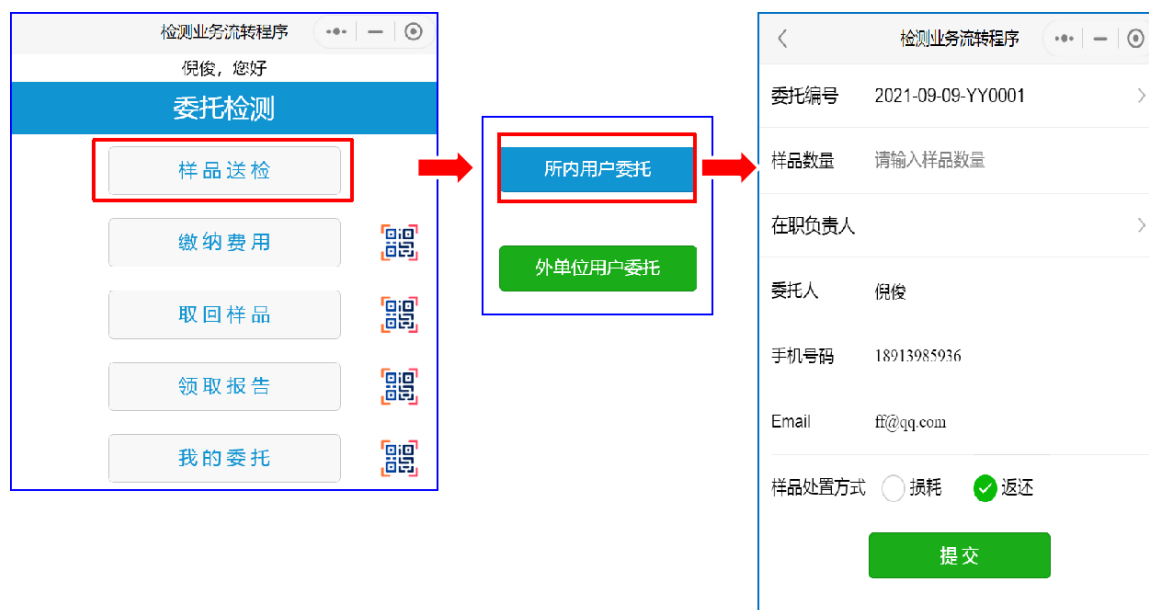 检测业务流转程序
倪俊，您好
委托检测
样品送检
缴纳费用
取回样品
领取报告
我的委托
所内用户委托
外单位用户委托
检测业务流转程序
委托编号 2021-09-09-YY0001
样品数量 请输入样品数量
在职负责人
委托人 倪俊
手机号码 18913985936
Email ff@qq.com
样品处置方式 损耗 返还
提交